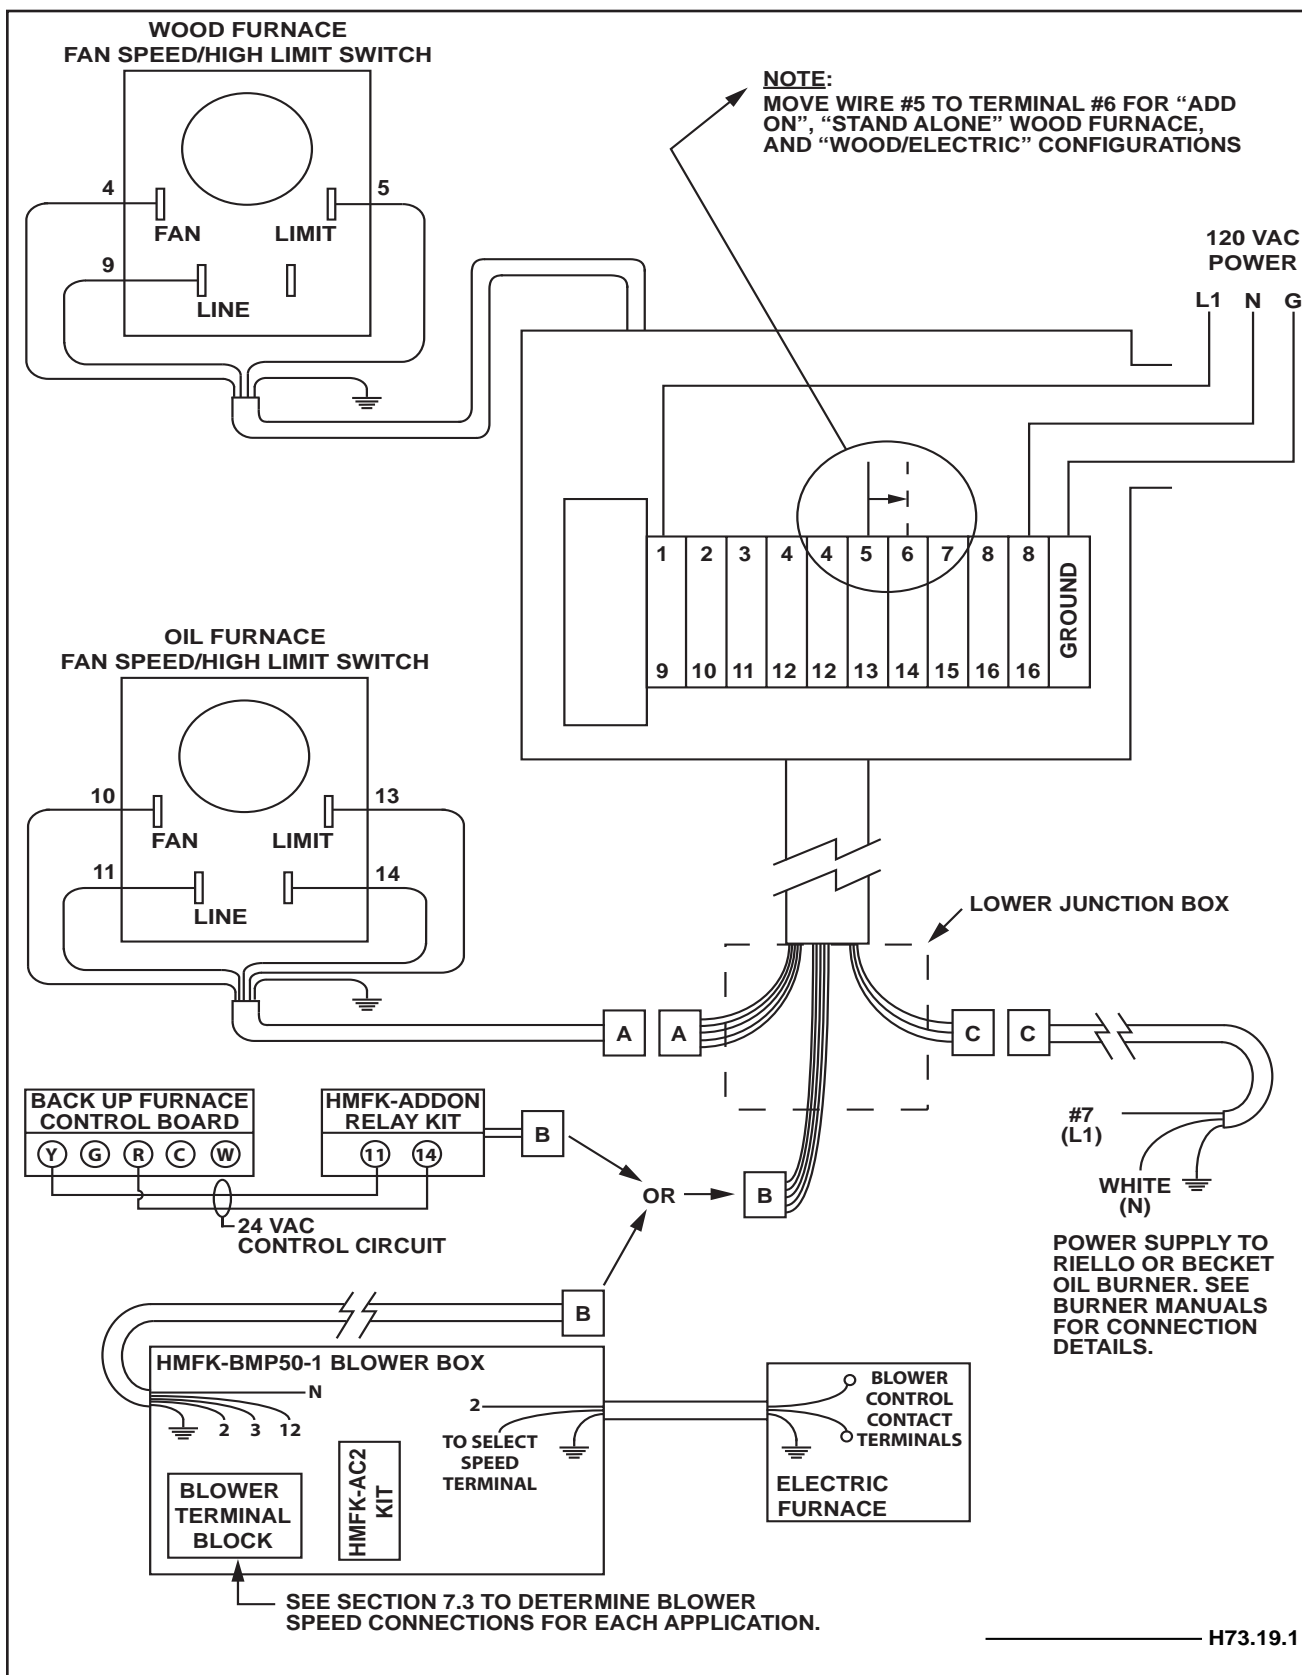 WOOD FURNACE
FAN SPEED/HIGH LIMIT SWITCH
4
5
FAN
LIMIT
9
LINE
NOTE:
MOVE WIRE #5 TO TERMINAL #6 FOR “ADD
ON”, “STAND ALONE” WOOD FURNACE,
AND “WOOD/ELECTRIC” CONFIGURATIONS
120 VAC
POWER
L1 N G
1 2 3 4 4 5 6 7 8 8
GROUND
9 10 11 12 12 13 14 15 16 16
OIL FURNACE
FAN SPEED/HIGH LIMIT SWITCH
10
13
FAN
LIMIT
11
14
LINE
LOWER JUNCTION BOX
A A
C C
BACK UP FURNACE
CONTROL BOARD
Y G R C W
HMFK-ADDON
RELAY KIT
11 14
B
24 VAC
CONTROL CIRCUIT
OR
B
#7
(L1)
WHITE
(N)
POWER SUPPLY TO
RIELLO OR BECKET
OIL BURNER. SEE
BURNER MANUALS
FOR CONNECTION
DETAILS.
B
HMFK-BMP50-1 BLOWER BOX
N
2 3 12
2
TO SELECT
SPEED
TERMINAL
BLOWER
TERMINAL
BLOCK
HMFK-AC2
KIT
BLOWER
CONTROL
CONTACT
TERMINALS
ELECTRIC
FURNACE
SEE SECTION 7.3 TO DETERMINE BLOWER
SPEED CONNECTIONS FOR EACH APPLICATION.
H73.19.1